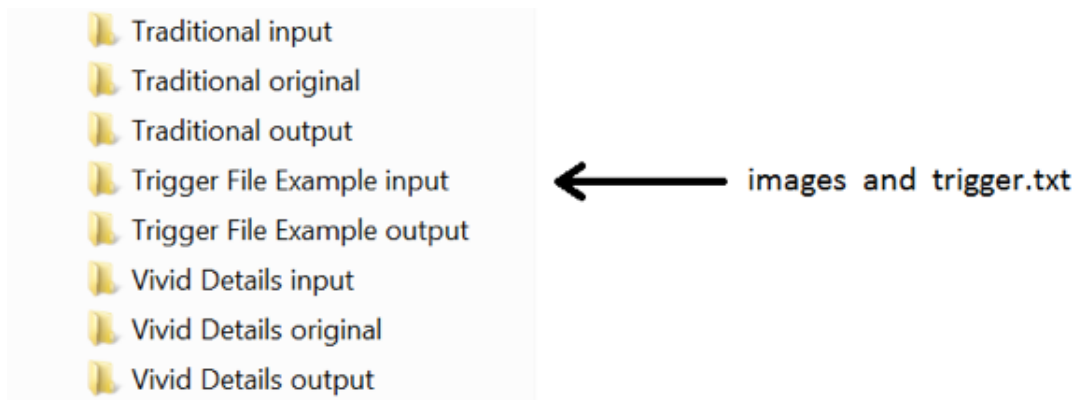 Traditional input
Traditional original
Traditional output
Trigger File Example input
images and trigger.txt
Trigger File Example output
Vivid Details input
Vivid Details original
Vivid Details output